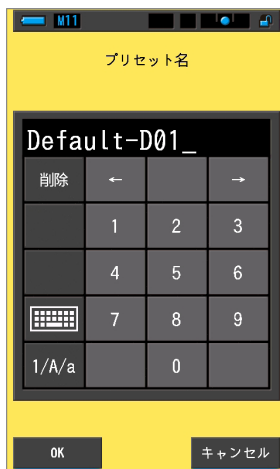 M11
プリセット名
Default-D01_
削除 ← →
1 2 3
4 5 6
7 8 9
1/A/a 0
OK キャンセル